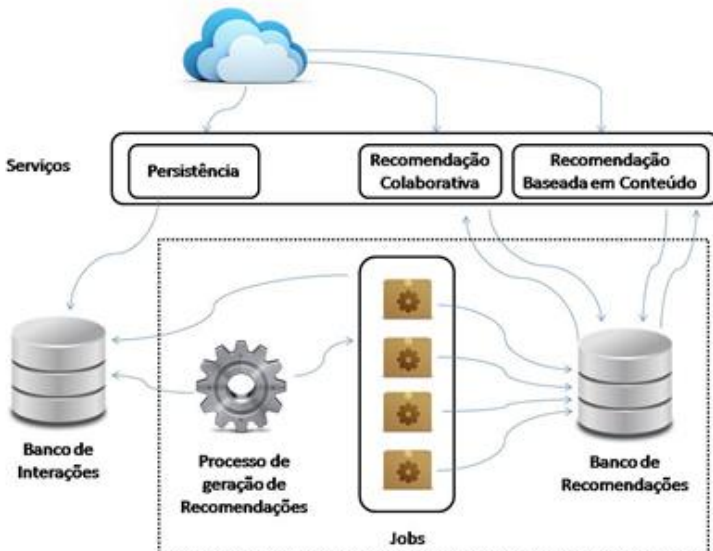 Serviços
Persistência
Recomendação
Colaborativa
Recomendação
Baseada em Conteúdo
Banco de
Interações
Processo de
geração de
Recomendações
Jobs
Banco de
Recomendações